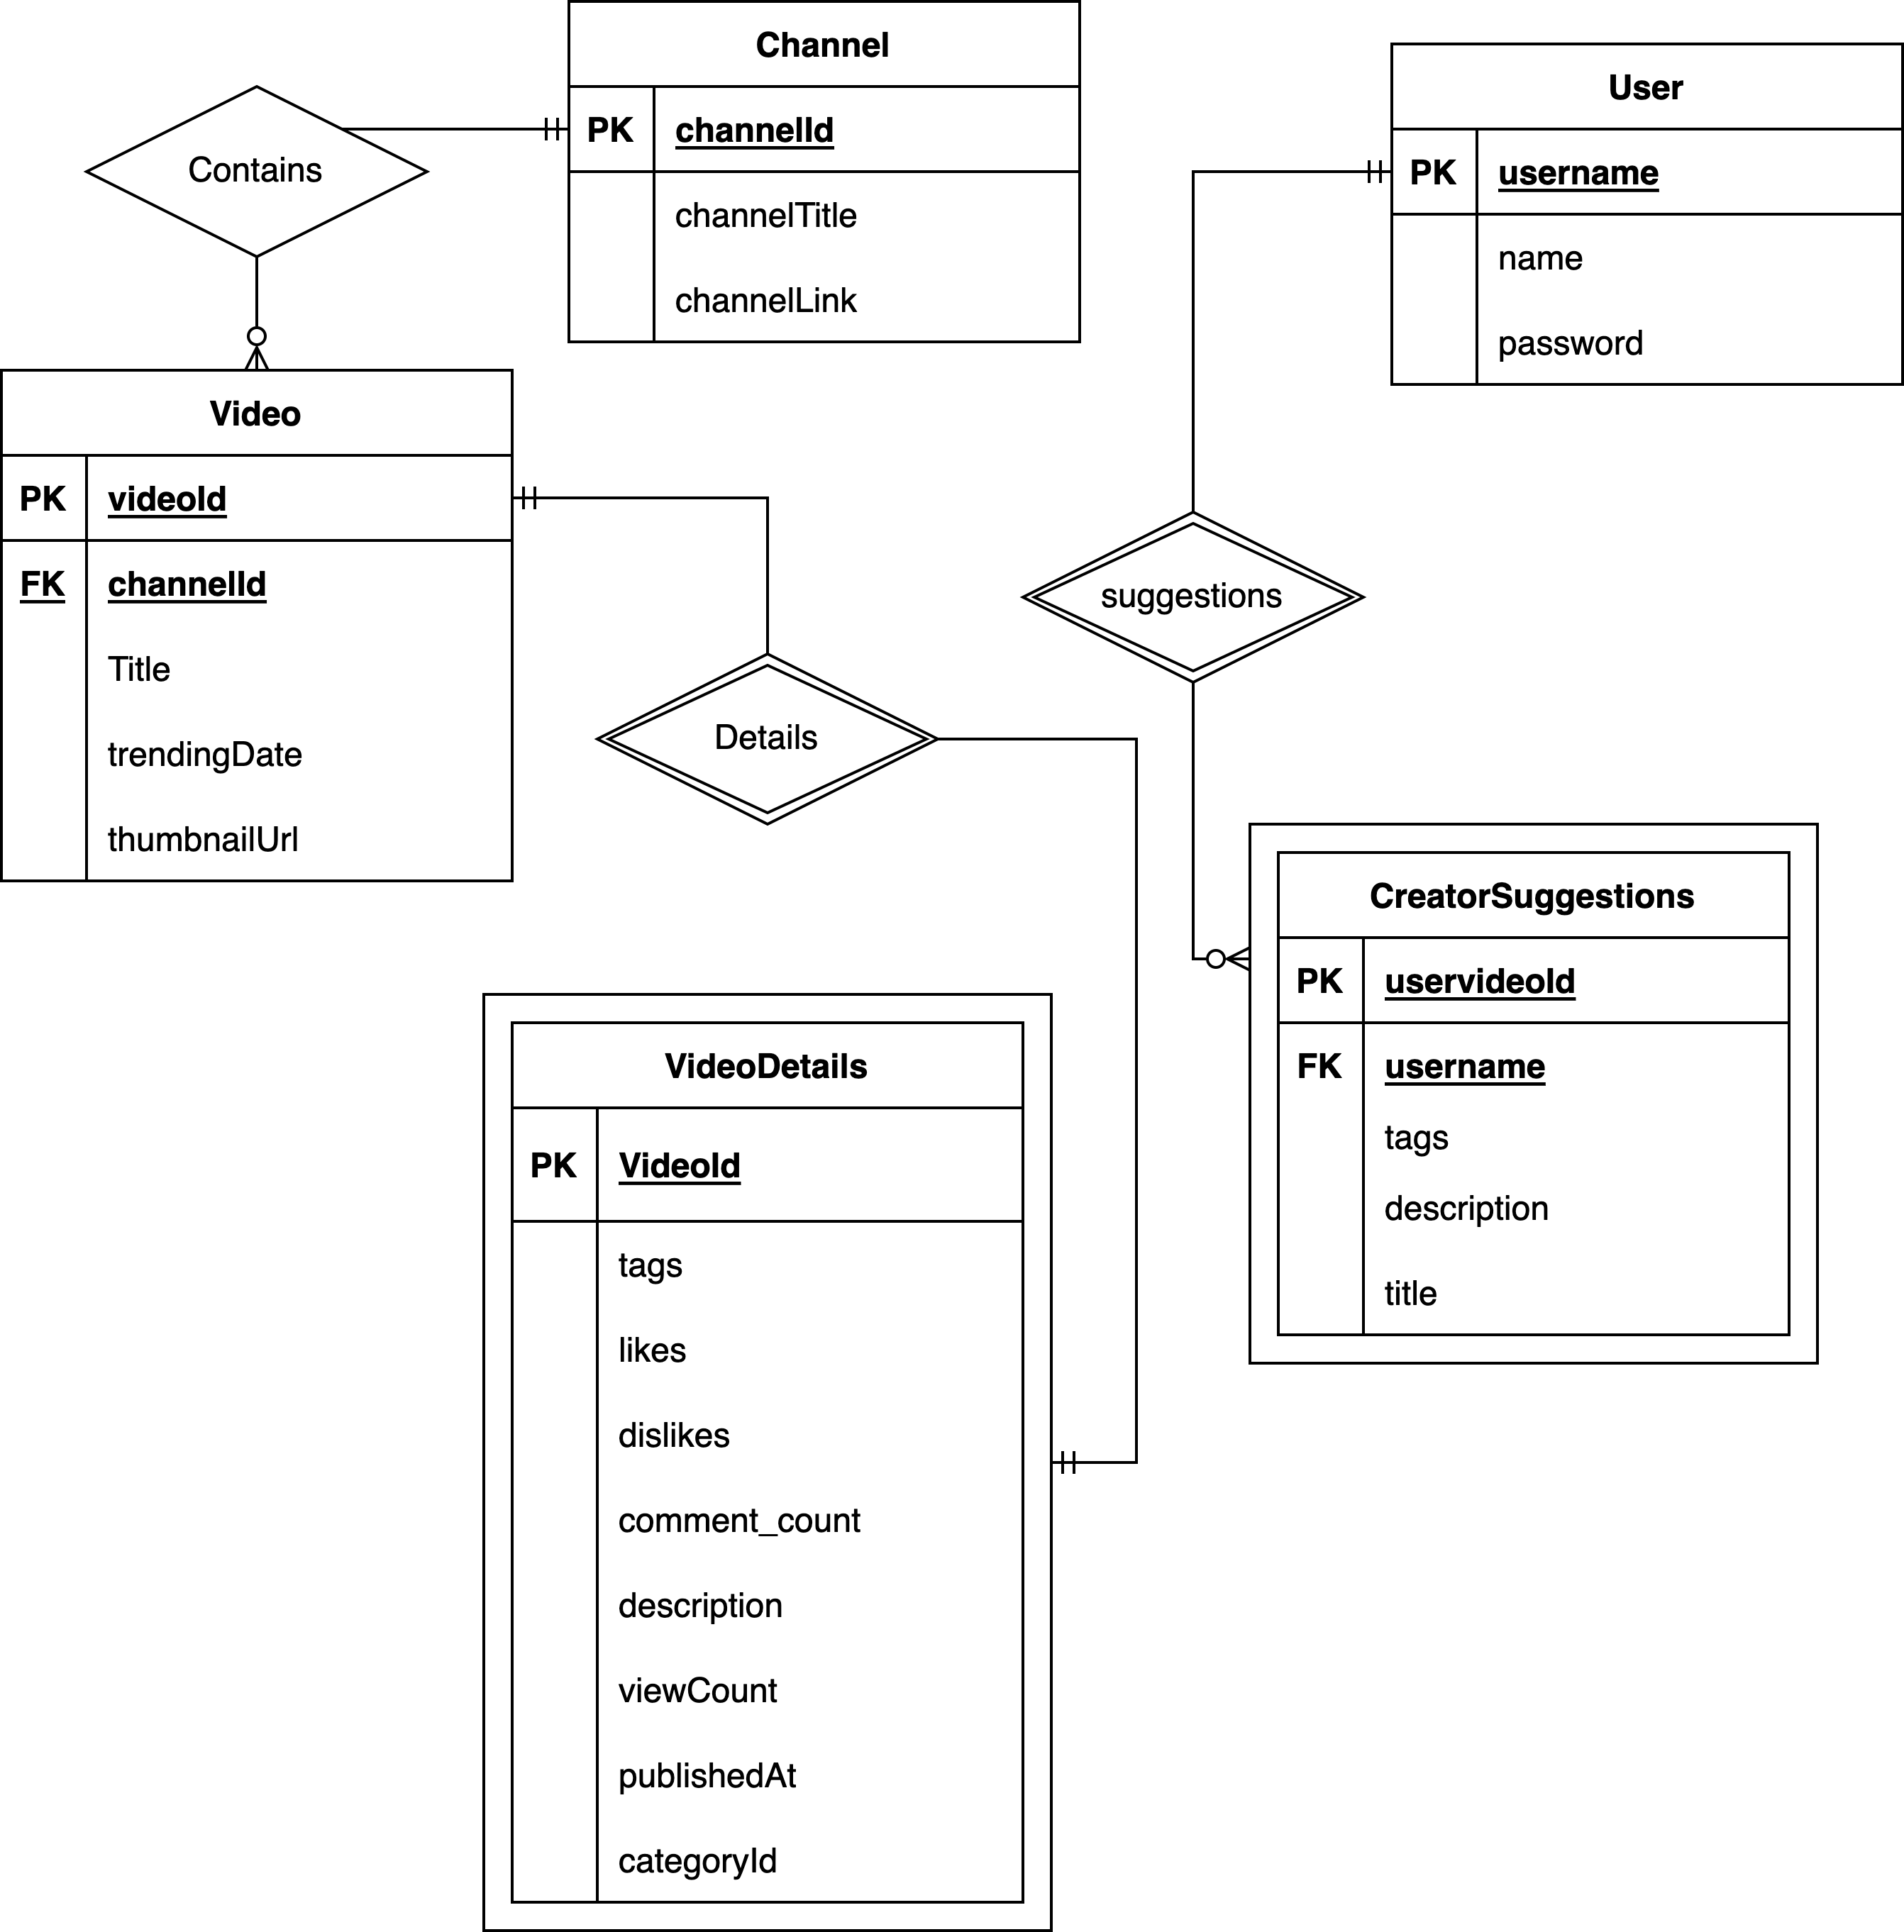 Channel
PK channelId
channelTitle
channelLink
User
PK username
name
password
Contains
Video
PK videoId
FK channelId
Title
trendingDate
thumbnailUrl
suggestions
Details
CreatorSuggestions
PK uservideoId
FK username
tags
description
title
VideoDetails
PK VideoId
tags
likes
dislikes
comment_count
description
viewCount
publishedAt
categoryId